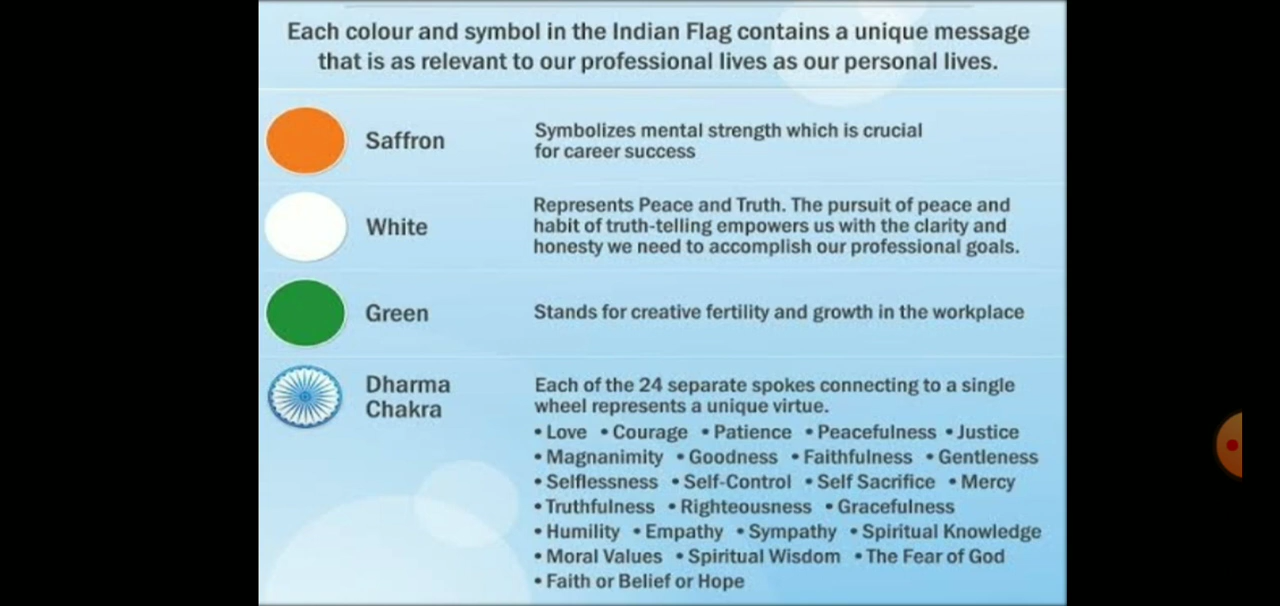 Each colour and symbol in the Indian Flag contains a unique message
that is as relevant to our professional lives as our personal lives.
Saffron
Symbolizes mental strength which is crucial
for career success
White
Represents Peace and Truth. The pursuit of peace and
habit of truth-telling empowers us with the clarity and
honesty we need to accomplish our professional goals.
Green
Stands for creative fertility and growth in the workplace
Dharma
Chakra
Each of the 24 separate spokes connecting to a single
wheel represents a unique virtue.
• Love • Courage • Patience • Peacefulness • Justice
• Magnanimity • Goodness • Faithfulness • Gentleness
• Selflessness • Self-Control • Self Sacrifice • Mercy
• Truthfulness • Righteousness • Gracefulness
• Humility • Empathy • Sympathy • Spiritual Knowledge
• Moral Values • Spiritual Wisdom • The Fear of God
• Faith or Belief or Hope